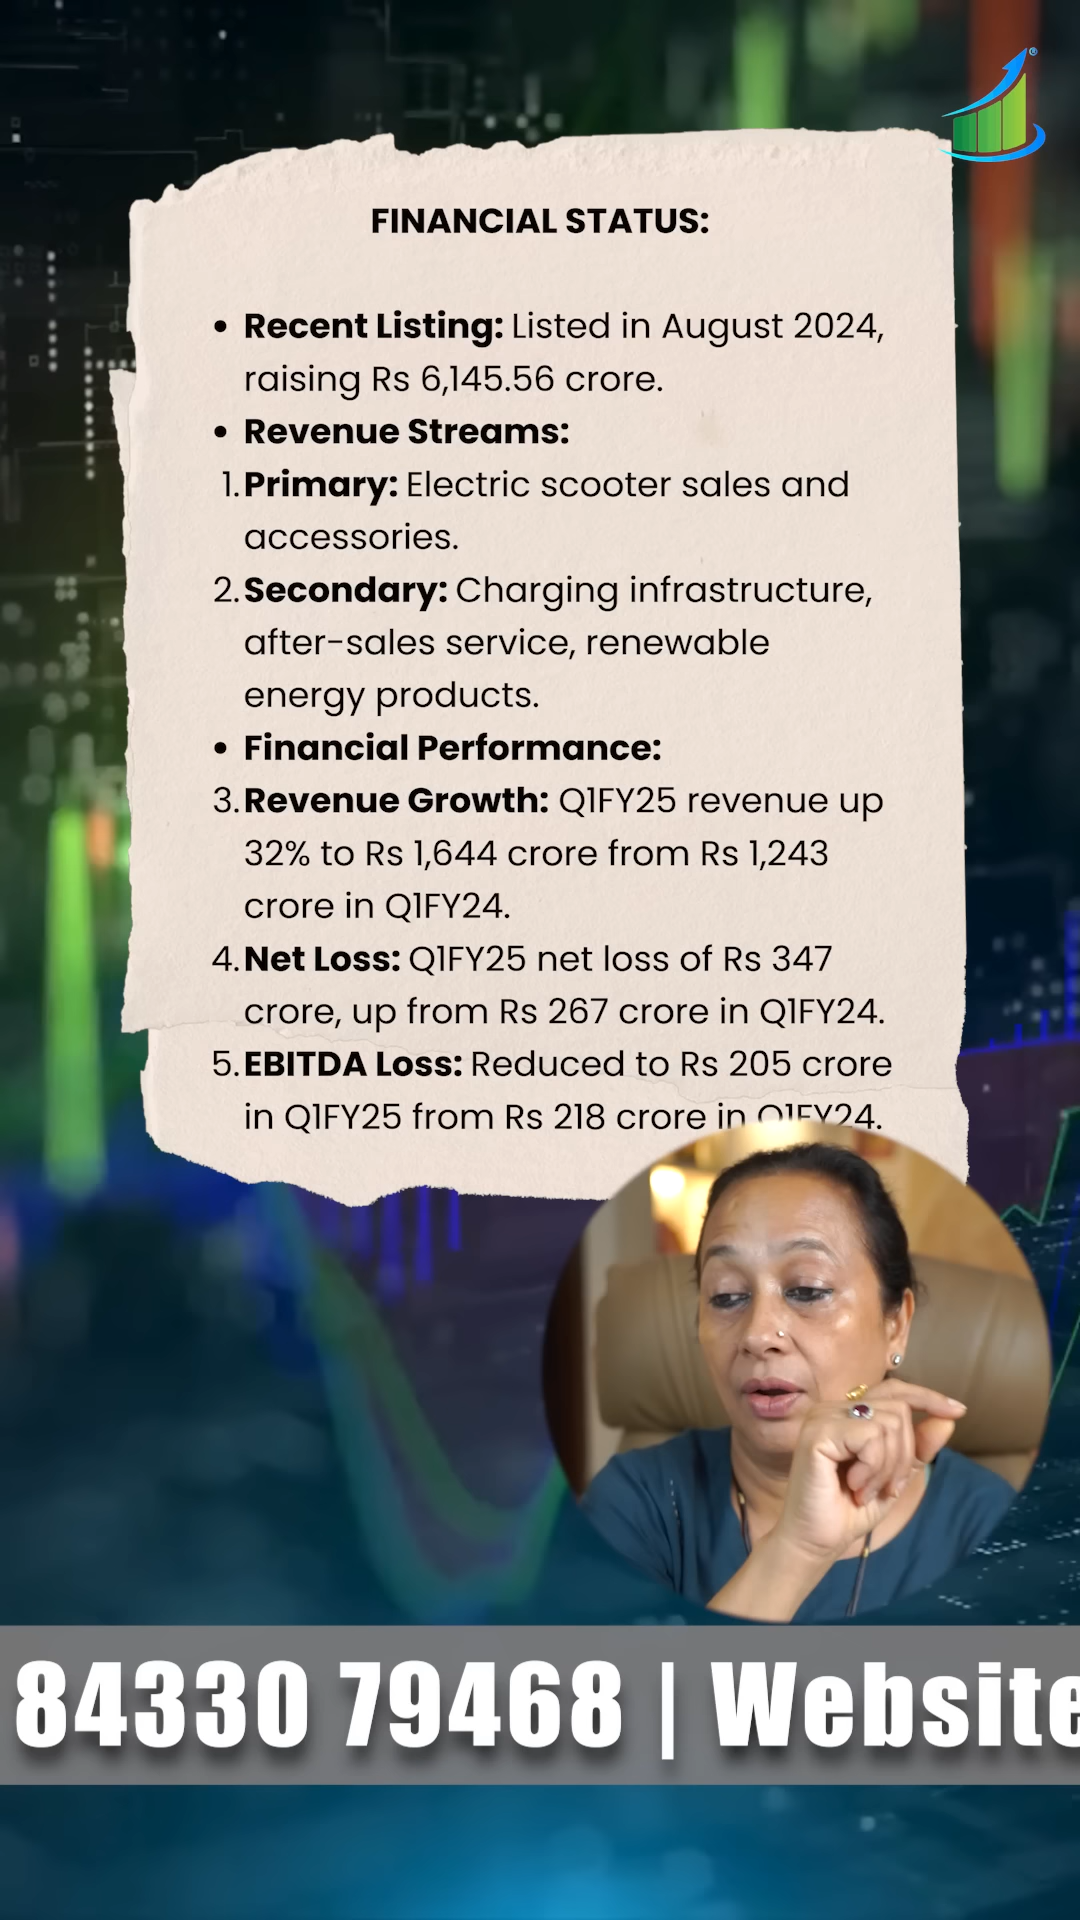 FINANCIAL STATUS:
• Recent Listing: Listed in August 2024,
raising Rs 6,145.56 crore.
• Revenue Streams:
1. Primary: Electric scooter sales and
accessories.
2. Secondary: Charging infrastructure,
after-sales service, renewable
energy products.
• Financial Performance:
3. Revenue Growth: Q1FY25 revenue up
32% to Rs 1,644 crore from Rs 1,243
crore in Q1FY24.
4. Net Loss: Q1FY25 net loss of Rs 347
crore, up from Rs 267 crore in Q1FY24.
5. EBITDA Loss: Reduced to Rs 205 crore
in Q1FY25 from Rs 218 crore in Q1FY24.
84330 79468 | Website